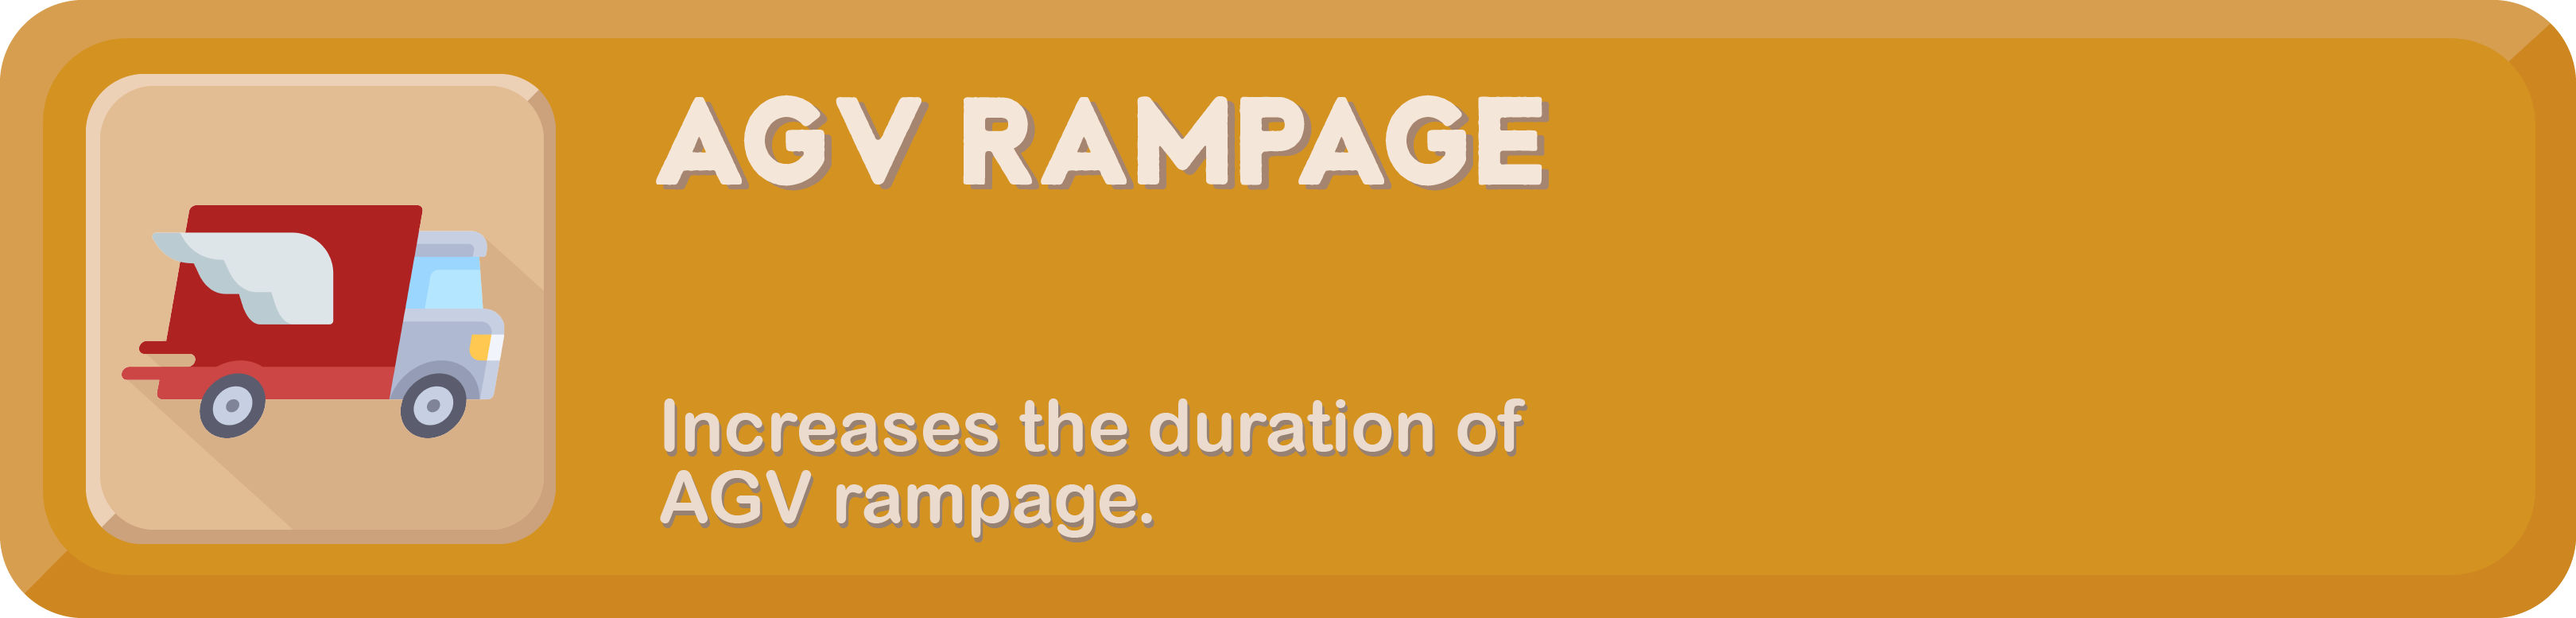 AGV RAMPAGE
Increases the duration of
AGV rampage.